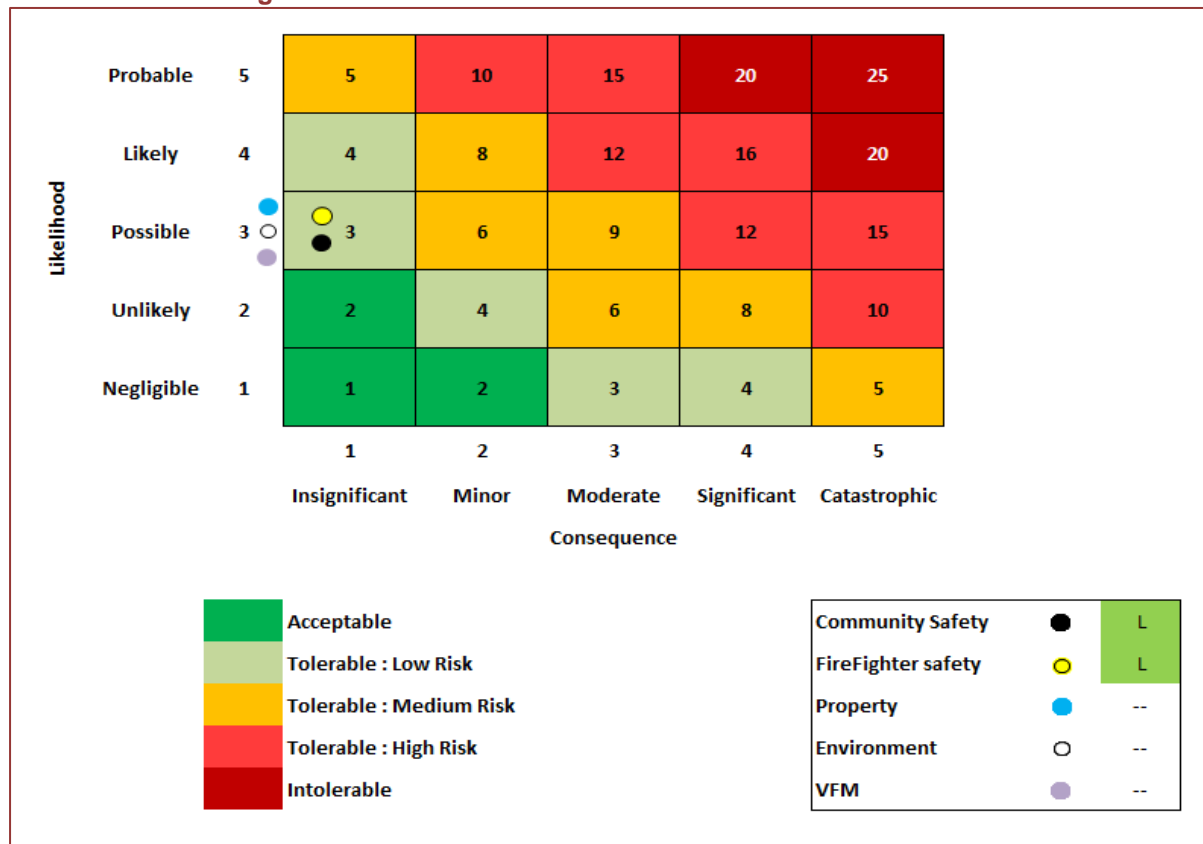 Probable 5 5 10 15 20 25
Likely 4 4 8 12 16 20
Likelihood
Possible 3 3 6 9 12 15
Unlikely 2 2 4 6 8 10
Negligible 1 1 2 3 4 5
1 2 3 4 5
Insignificant Minor Moderate Significant Catastrophic
Consequence
Acceptable
Tolerable : Low Risk
Tolerable : Medium Risk
Tolerable : High Risk
Intolerable
Community Safety L
FireFighter safety L
Property --
Environment --
VFM --